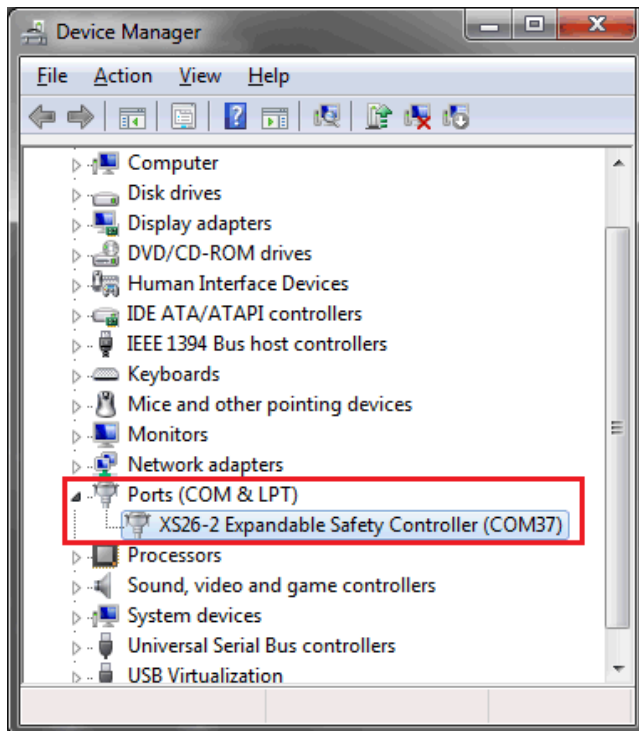 Device Manager
File Action View Help
Computer
Disk drives
Display adapters
DVD/CD-ROM drives
Human Interface Devices
IDE ATA/ATAPI controllers
IEEE 1394 Bus host controllers
Keyboards
Mice and other pointing devices
Monitors
Network adapters
Ports (COM & LPT)
XS26-2 Expandable Safety Controller (COM37)
Processors
Sound, video and game controllers
System devices
Universal Serial Bus controllers
USB Virtualization